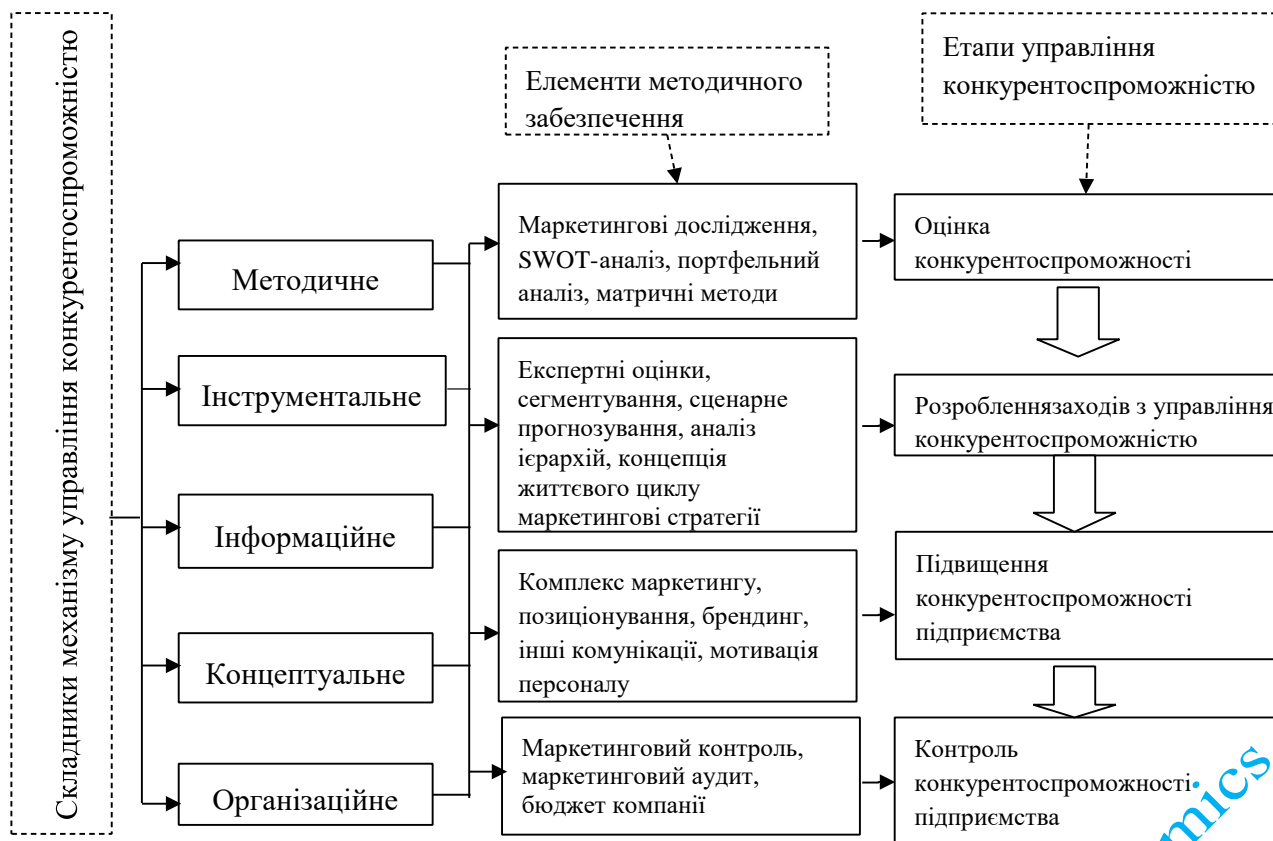 Складники механізму управління конкурентоспроможністю
Елементи методичного
забезпечення
Етапи управління
конкурентоспроможністю
Методичне
Інструментальне
Інформаційне
Концептуальне
Організаційне
Маркетингові дослідження,
SWOT-аналіз, портфельний
аналіз, матричні методи
Експертні оцінки,
сегментування, сценарне
прогнозування, аналіз
ієрархій, концепція
життєвого циклу
маркетингові стратегії
Комплекс маркетингу,
позиціонування, брендинг,
інші комунікації, мотивація
персоналу
Маркетинговий контроль,
маркетинговий аудит,
бюджет компанії
Оцінка
конкурентоспроможності
Розробленнязаходів з управління
конкурентоспроможністю
Підвищення
конкурентоспроможності
підприємства
Контроль
конкурентоспроможності
підприємства